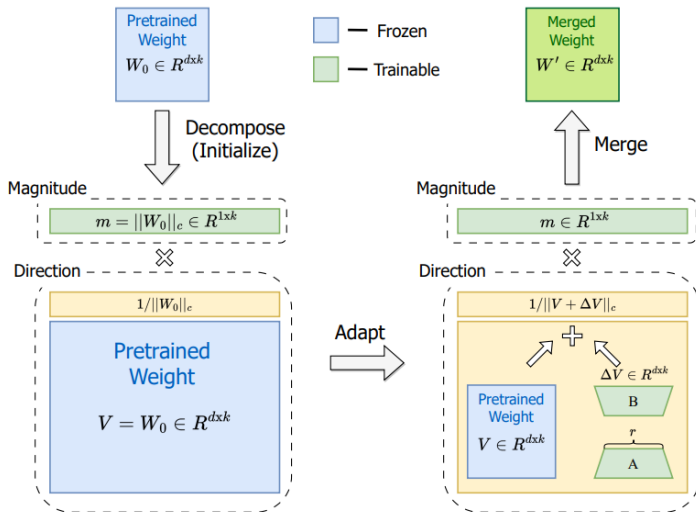 Pretrained
Weight
W₀ ∈ R^{dxk}
— Frozen
— Trainable
Merged
Weight
W′ ∈ R^{dxk}
Decompose
(Initialize)
Merge
Magnitude
m = ||W₀||_c ∈ R^{1xk}
Magnitude
m ∈ R^{1xk}
×
×
Direction
1/||W₀||_c
Pretrained
Weight
V = W₀ ∈ R^{dxk}
Adapt
Direction
1/||V + ΔV||_c
+
ΔV ∈ R^{dxk}
Pretrained
Weight
V ∈ R^{dxk}
B
r
A